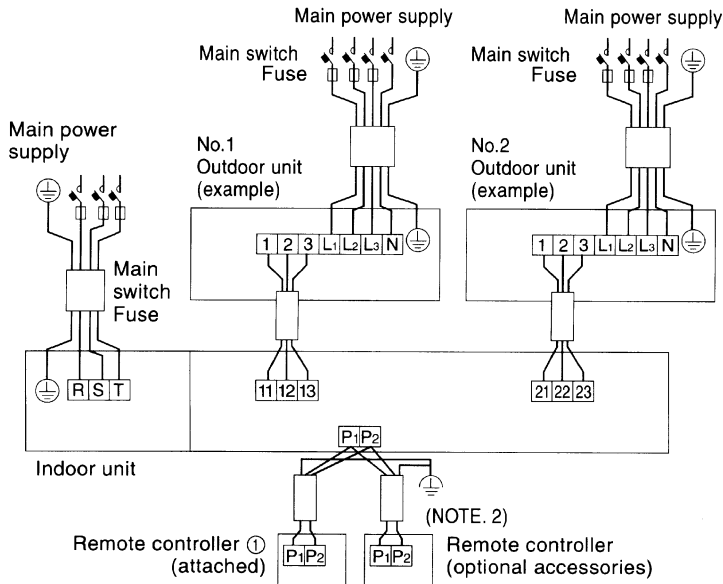 Main power supply
Main switch
Fuse
No.1
Outdoor unit
(example)
1 2 3 L1 L2 L3 N
Main power supply
Main switch
Fuse
No.2
Outdoor unit
(example)
1 2 3 L1 L2 L3 N
Main power
supply
Main
switch
Fuse
R S T
11 12 13
21 22 23
P1 P2
Indoor unit
(NOTE. 2)
Remote controller ①
(attached)
P1 P2
P1 P2
Remote controller
(optional accessories)